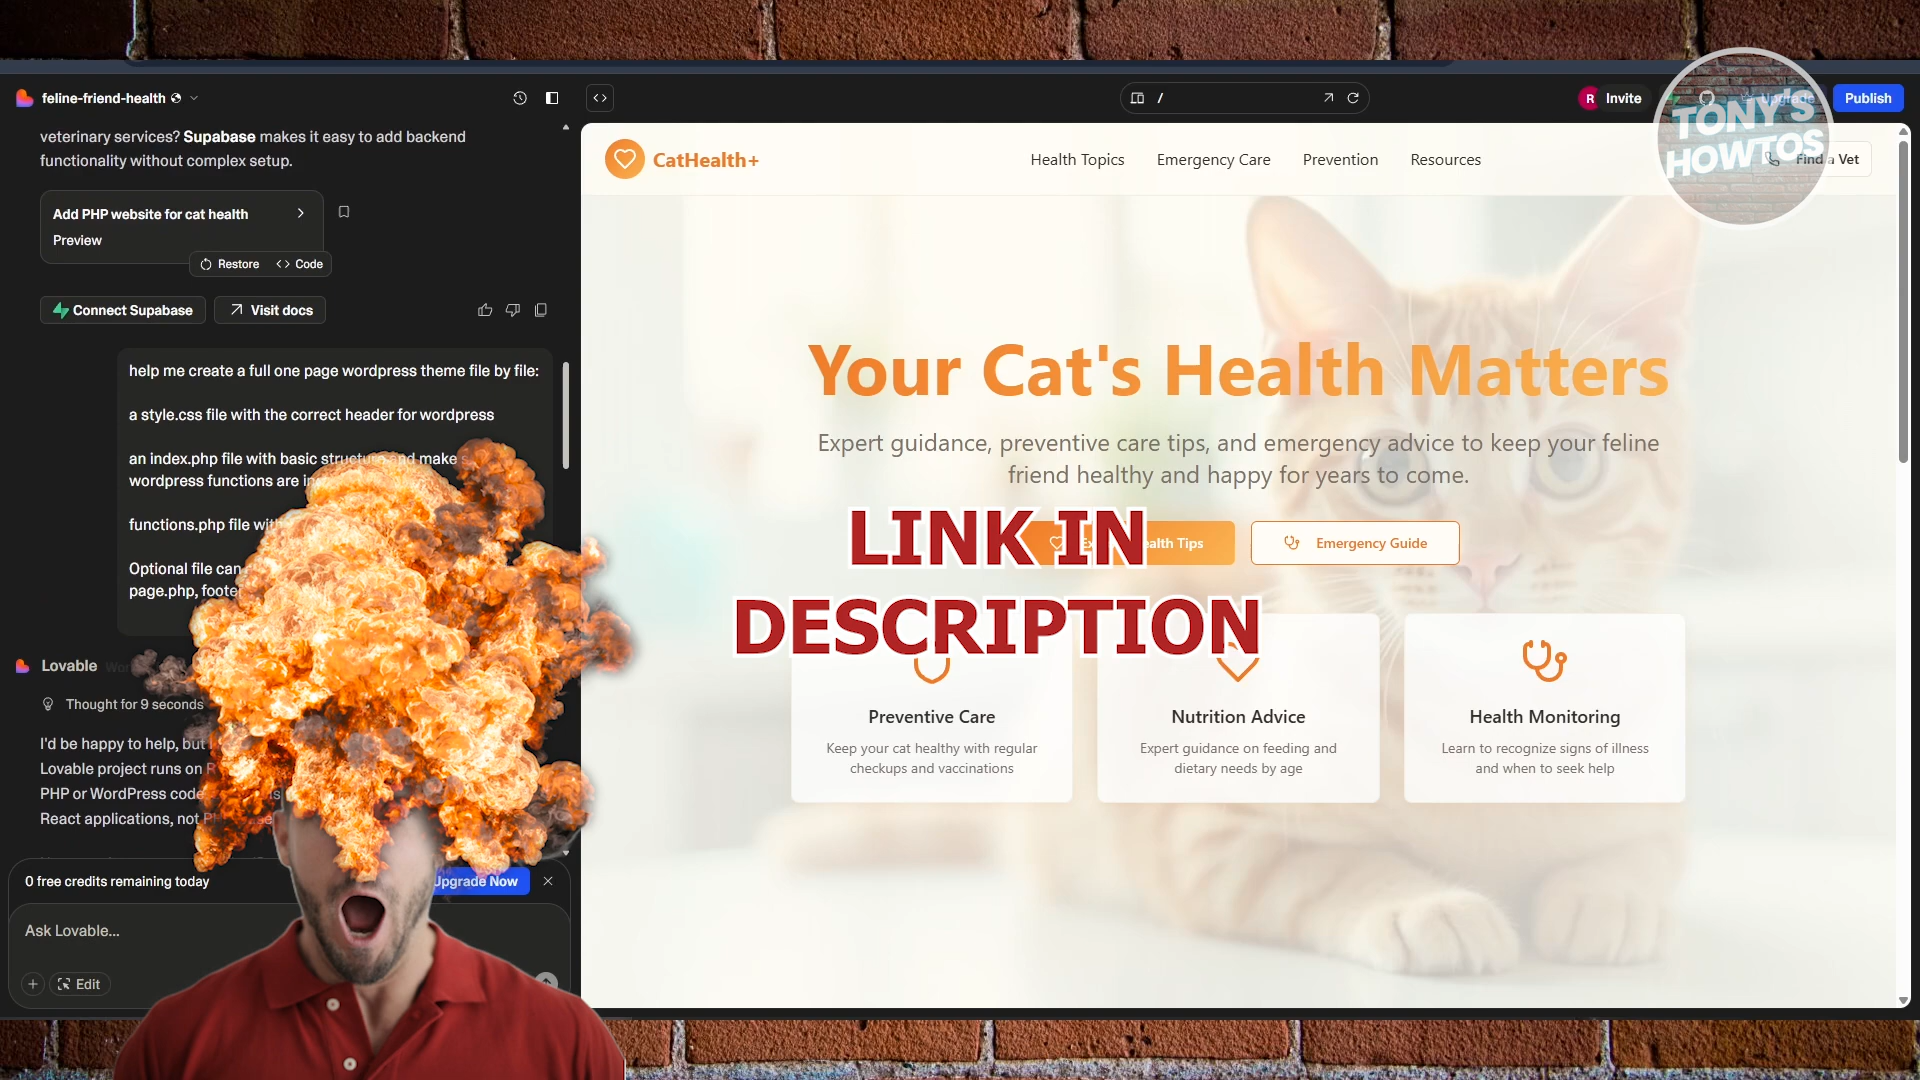 feline-friend-health
/
R
Invite
Upgrade
Publish
TONY'S
HOWTOS
veterinary services? Supabase makes it easy to add backend
functionality without complex setup.
Add PHP website for cat health
Preview
Restore
Code
Connect Supabase
Visit docs
help me create a full one page wordpress theme file by file:
a style.css file with the correct header for wordpress
an index.php file with basic structure and make
wordpress functions are
functions.php file
Optional file can
page.php,
Lovable
Thought for 9 seconds
I'd be happy to help, but
Lovable project runs on
PHP or WordPress code
React applications, not
0 free credits remaining today
Upgrade Now
Ask Lovable...
Edit
CatHealth+
Health Topics
Emergency Care
Prevention
Resources
Find a Vet
Your Cat's Health Matters
Expert guidance, preventive care tips, and emergency advice to keep your feline
friend healthy and happy for years to come.
Tips
Emergency Guide
LINK IN
DESCRIPTION
Preventive Care
Keep your cat healthy with regular
checkups and vaccinations
Nutrition Advice
Expert guidance on feeding and
dietary needs by age
Health Monitoring
Learn to recognize signs of illness
and when to seek help